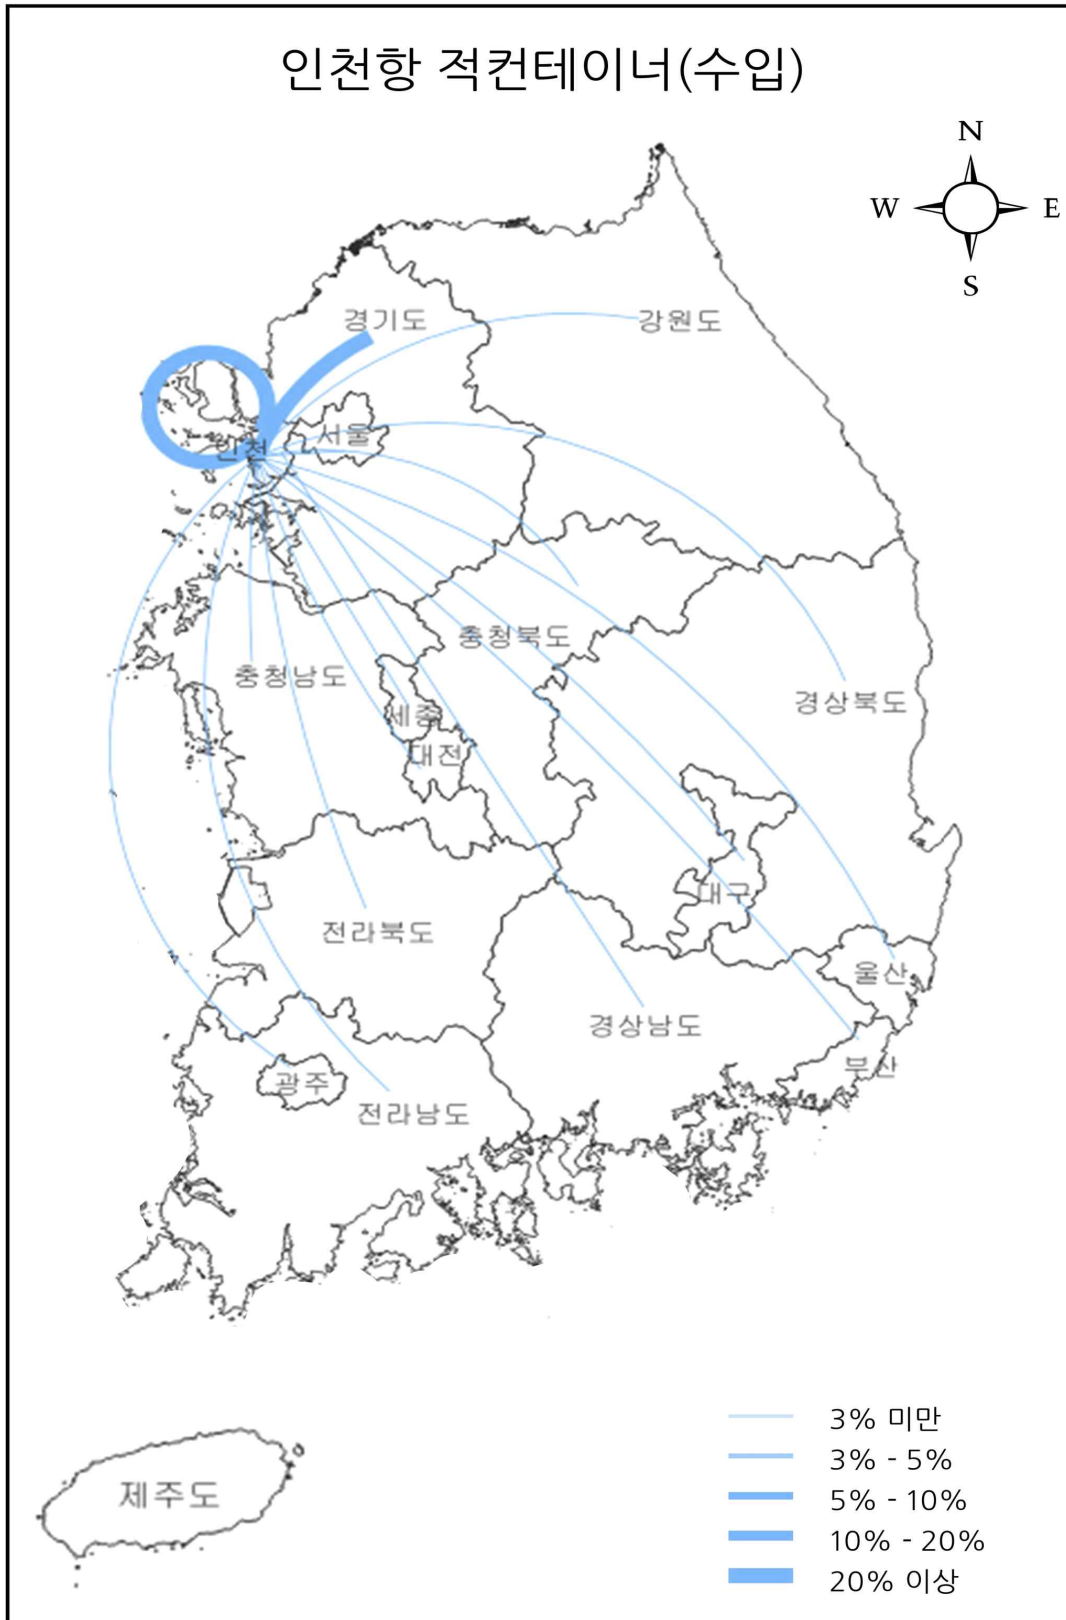 인천항 적컨테이너(수입)
N
W
E
S
경기도
강원도
서울
인천
충청북도
충청남도
경상북도
세종
대전
대구
전라북도
울산
경상남도
부산
광주
전라남도
제주도
3% 미만
3% - 5%
5% - 10%
10% - 20%
20% 이상